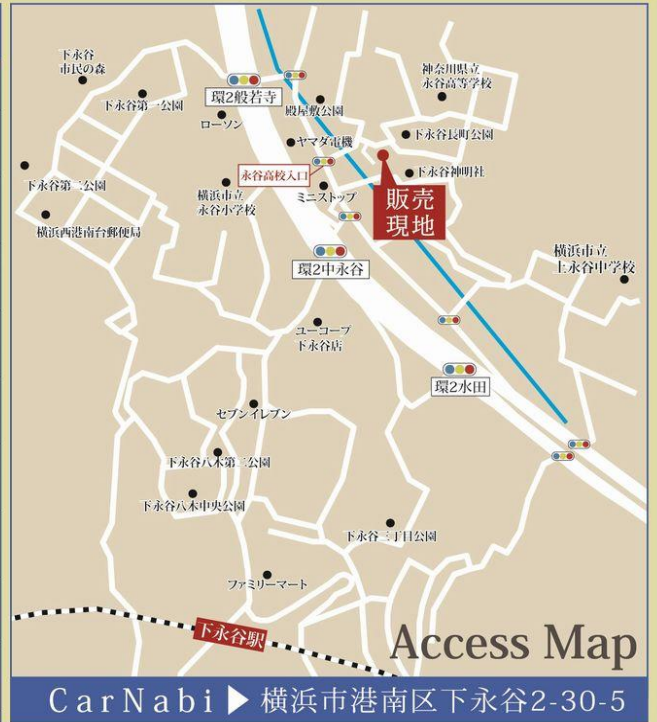 下永谷
市民の森
下永谷第一公園
環2般若寺
ローソン
殿屋敷公園
神奈川県立
永谷高等学校
ヤマダ電機
下永谷長町公園
永谷高校入口
下永谷神明社
下永谷第二公園
横浜市立
永谷小学校
ミニストップ
販売
現地
横浜西港南台郵便局
環2中永谷
横浜市立
上永谷中学校
ユーコープ
下永谷店
環2水田
セブンイレブン
下永谷八木第二公園
下永谷八木中央公園
下永谷三丁目公園
ファミリーマート
下永谷駅
Access Map
CarNabi ▶ 横浜市港南区下永谷2-30-5